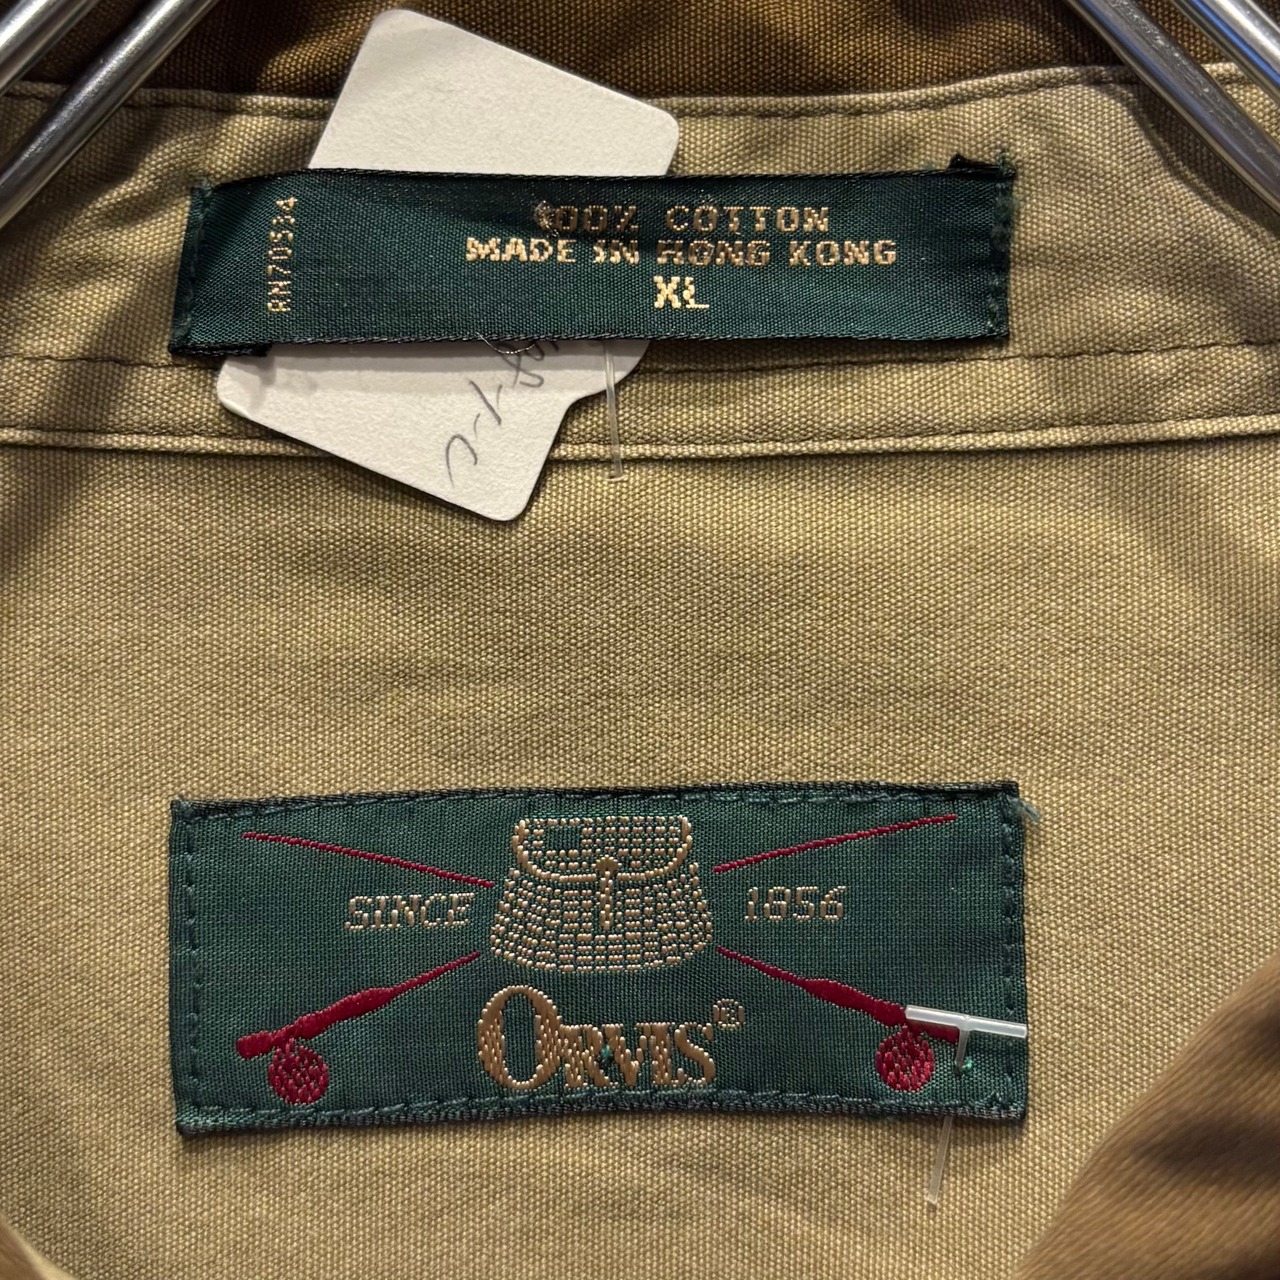 RN70534
100% COTTON
MADE IN HONG KONG
XL
SINCE 1856
ORVIS®